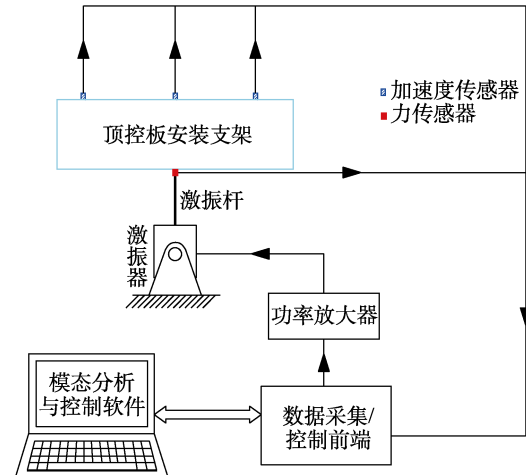 加速度传感器
力传感器
顶控板安装支架
激振杆
激振器
功率放大器
模态分析
与控制软件
数据采集/
控制前端